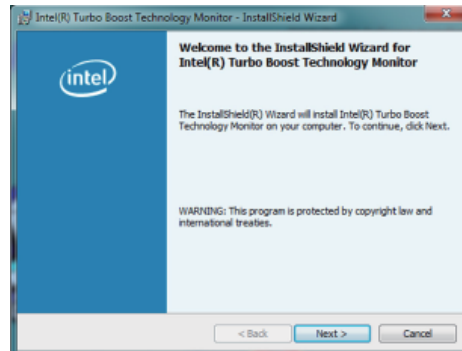 Intel(R) Turbo Boost Technology Monitor - InstallShield Wizard
intel
Welcome to the InstallShield Wizard for
Intel(R) Turbo Boost Technology Monitor
The InstallShield(R) Wizard will install Intel(R) Turbo Boost
Technology Monitor on your computer. To continue, click Next.
WARNING: This program is protected by copyright law and
international treaties.
< Back Next > Cancel